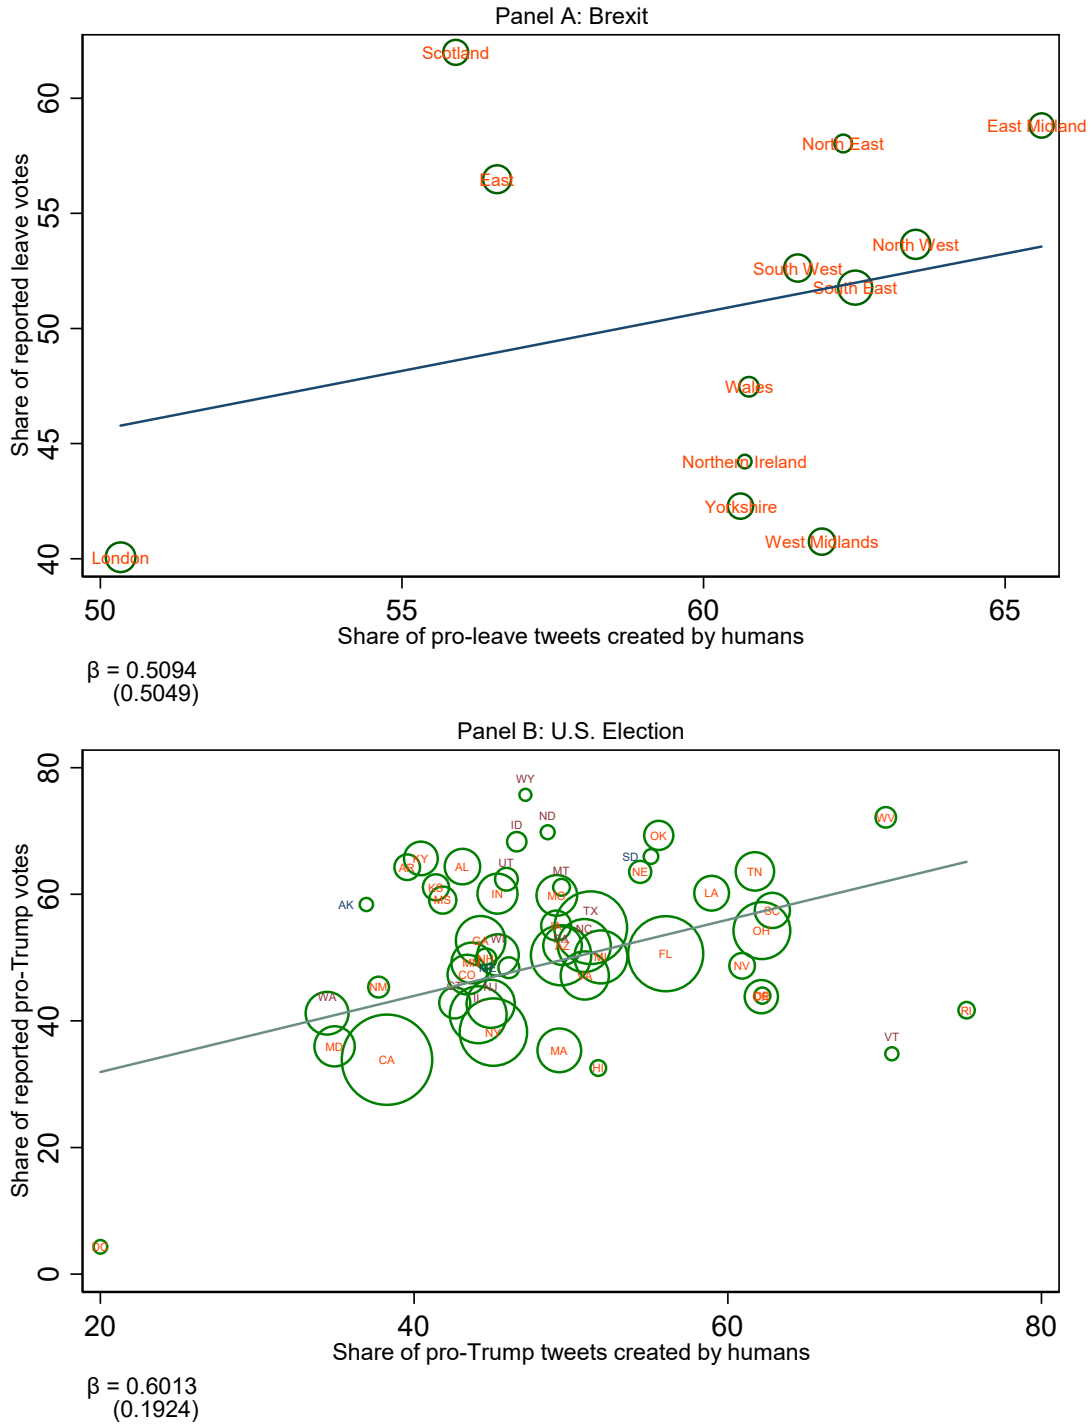 Panel A: Brexit
Share of reported leave votes
60
55
50
45
40
Scotland
East Midland
North East
East
North West
South West
South East
Wales
Northern Ireland
Yorkshire
West Midlands
London
50
55
60
65
Share of pro-leave tweets created by humans
β = 0.5094
(0.5049)
Panel B: U.S. Election
Share of reported pro-Trump votes
80
60
40
20
0
WY
ND
ID
WV
OK
SD
KY
AR
AL
UT
MT
NE
TN
KS
MS
IN
MO
LA
AK
TX
SC
NC
OH
GA
WI
AZ
MI
FL
NV
CO
VA
NM
WA
NJ
NY
RI
MD
CA
MA
HI
VT
DC
20
40
60
80
Share of pro-Trump tweets created by humans
β = 0.6013
(0.1924)